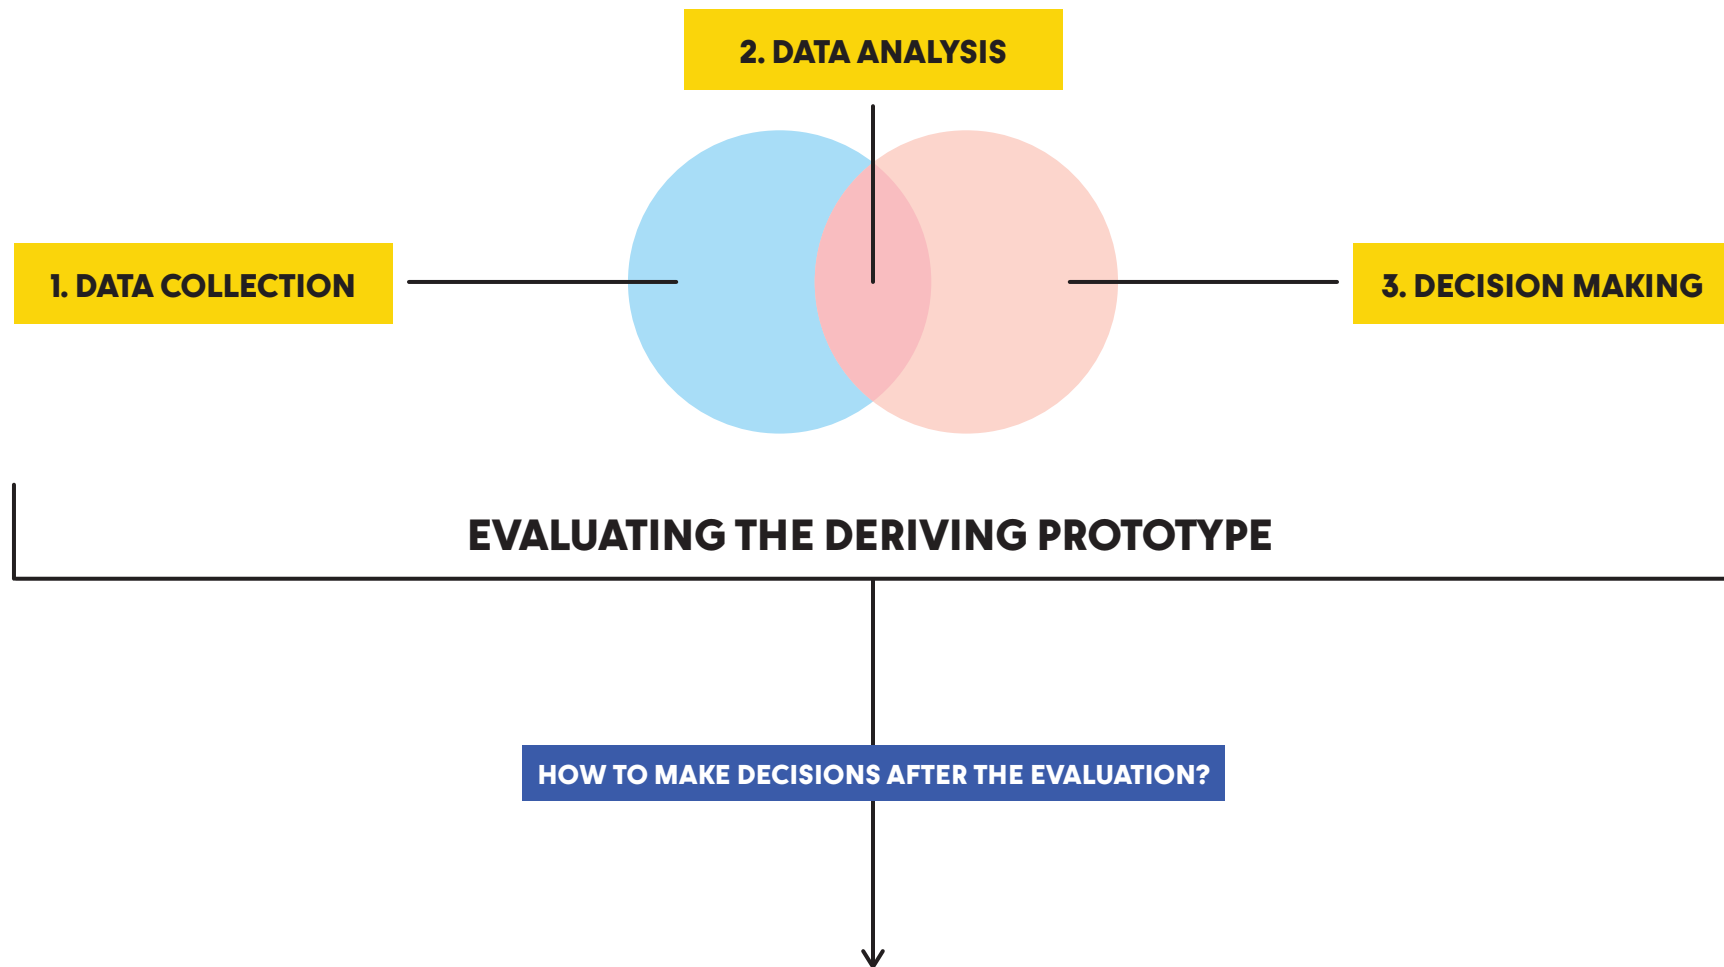 2. DATA ANALYSIS
1. DATA COLLECTION
3. DECISION MAKING
EVALUATING THE DERIVING PROTOTYPE
HOW TO MAKE DECISIONS AFTER THE EVALUATION?